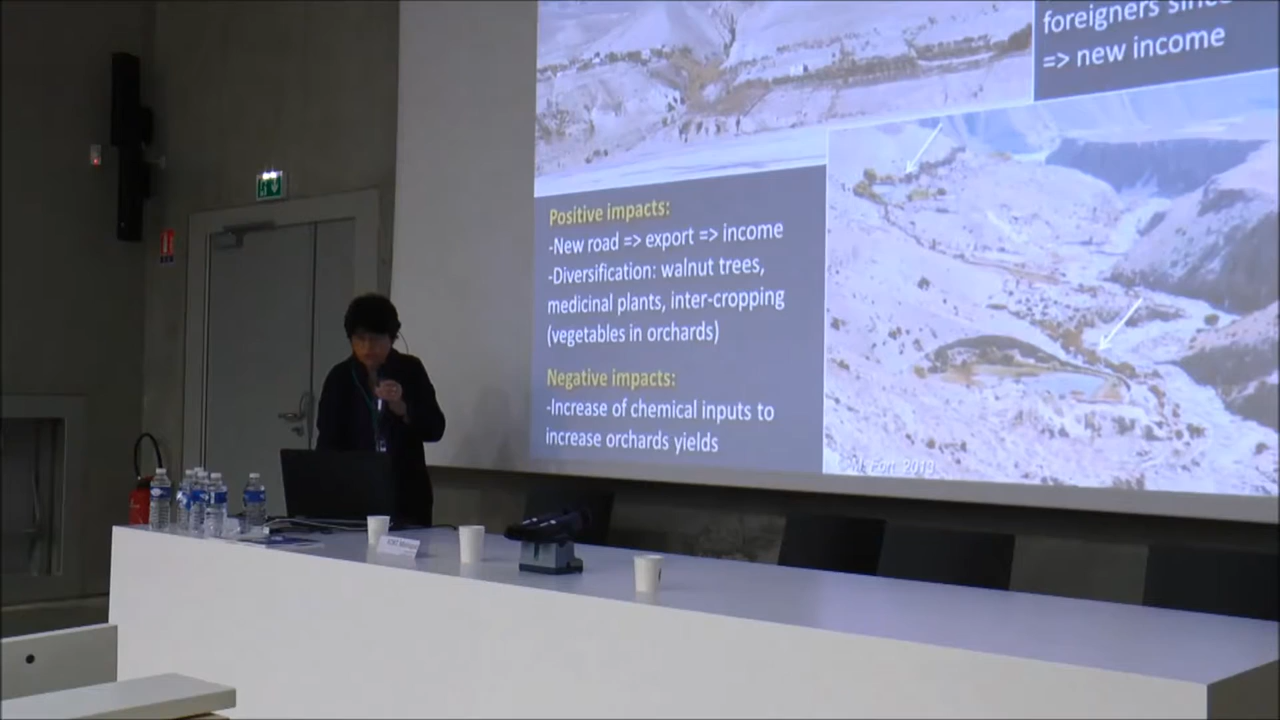 foreigners since
=> new income
Positive impacts:
-New road => export => income
-Diversification: walnut trees,
medicinal plants, inter-cropping
(vegetables in orchards)
Negative impacts:
-Increase of chemical inputs to
increase orchards yields
Fort 2010